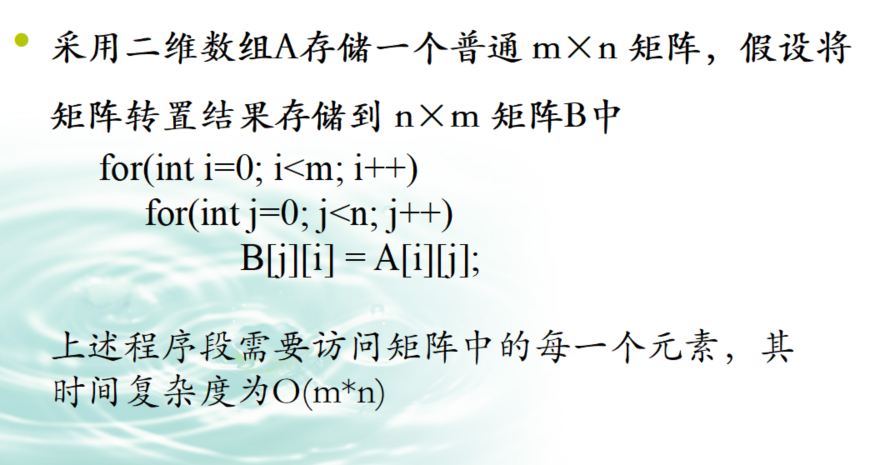 采用二维数组A存储一个普通 m×n 矩阵，假设将
矩阵转置结果存储到 n×m 矩阵B中
for(int i=0; i<m; i++)
for(int j=0; j<n; j++)
B[j][i] = A[i][j];
上述程序段需要访问矩阵中的每一个元素，其
时间复杂度为O(m*n)